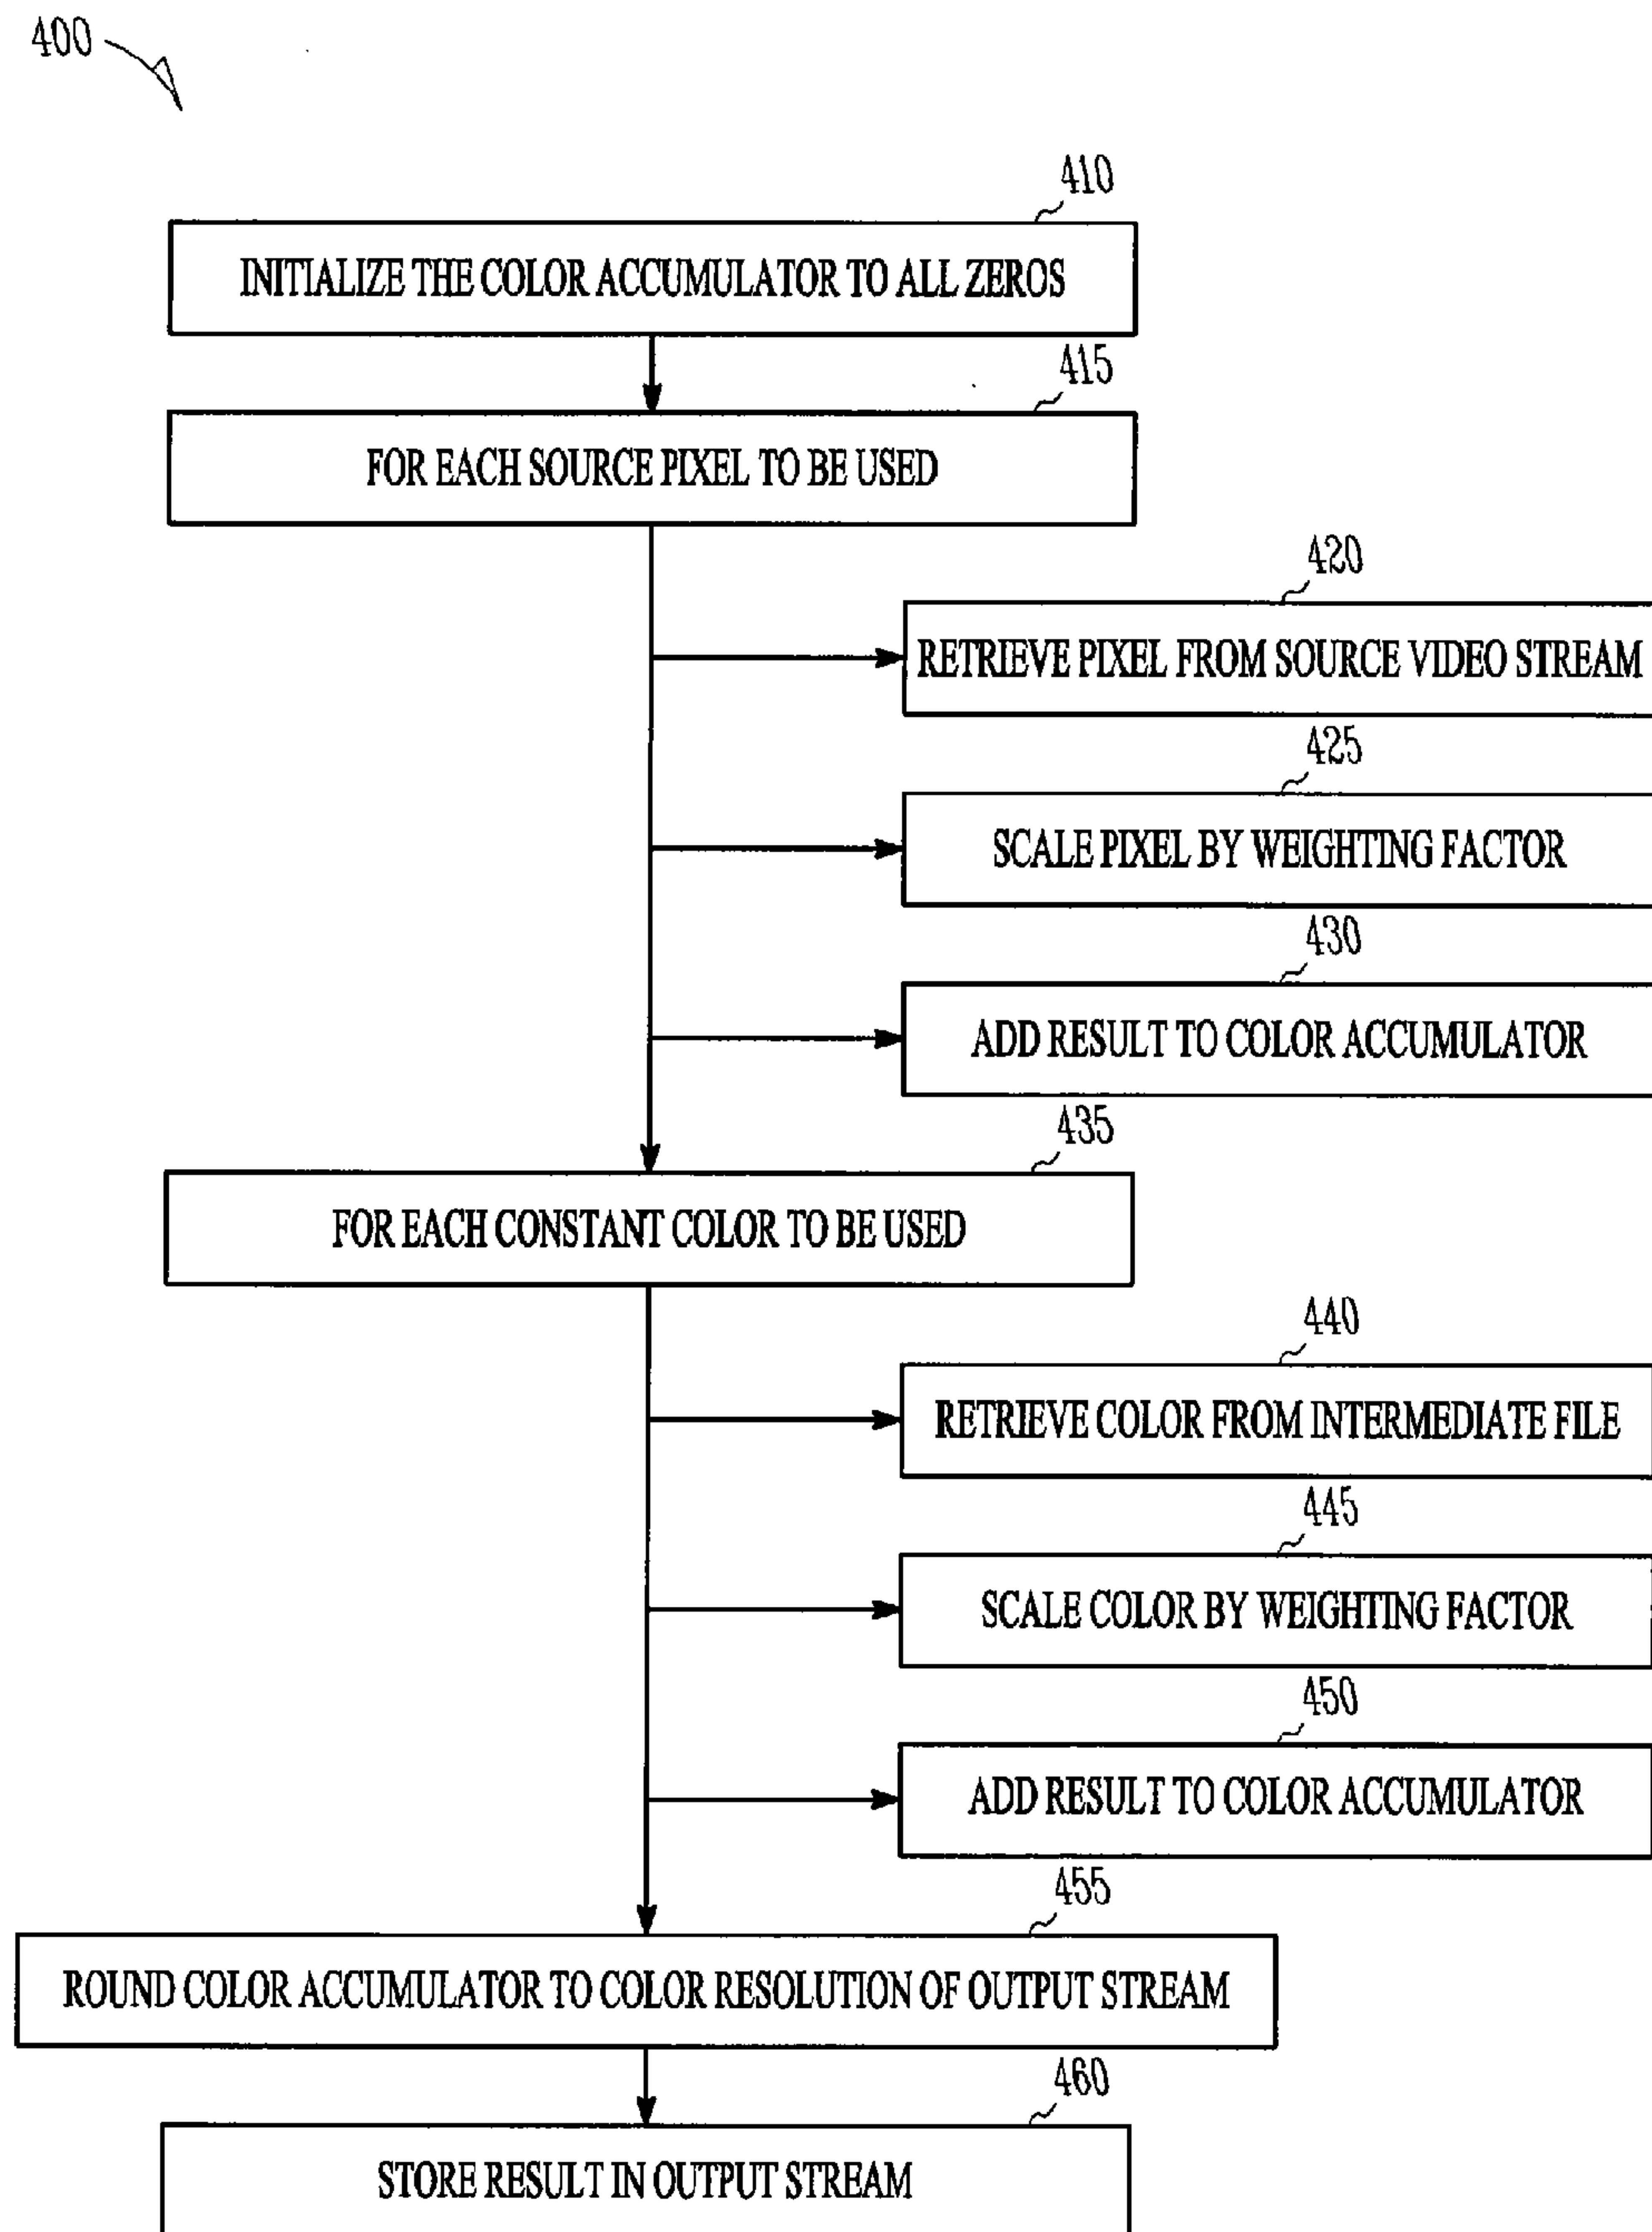 400
410
INITIALIZE THE COLOR ACCUMULATOR TO ALL ZEROS
415
FOR EACH SOURCE PIXEL TO BE USED
420
RETRIEVE PIXEL FROM SOURCE VIDEO STREAM
425
SCALE PIXEL BY WEIGHTING FACTOR
430
ADD RESULT TO COLOR ACCUMULATOR
435
FOR EACH CONSTANT COLOR TO BE USED
440
RETRIEVE COLOR FROM INTERMEDIATE FILE
445
SCALE COLOR BY WEIGHTING FACTOR
450
ADD RESULT TO COLOR ACCUMULATOR
455
ROUND COLOR ACCUMULATOR TO COLOR RESOLUTION OF OUTPUT STREAM
460
STORE RESULT IN OUTPUT STREAM